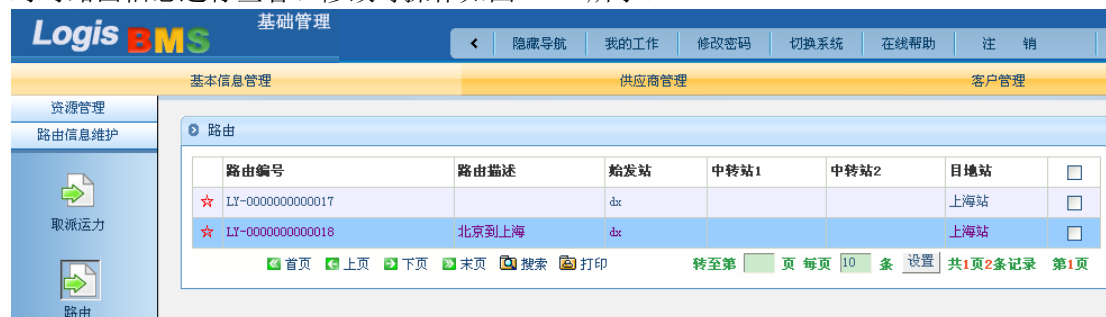 Logis BMS 基础管理
隐藏导航 我的工作 修改密码 切换系统 在线帮助 注 销
基本信息管理 供应商管理 客户管理
资源管理
路由信息维护
取派运力
路由
路由
路由编号 路由描述 始发站 中转站1 中转站2 目地站
LY-0000000000017 dx 上海站
LY-0000000000018 北京到上海 dx 上海站
首页 上页 下页 末页 搜索 打印 转至第 页 每页 10 条 设置 共1页2条记录 第1页